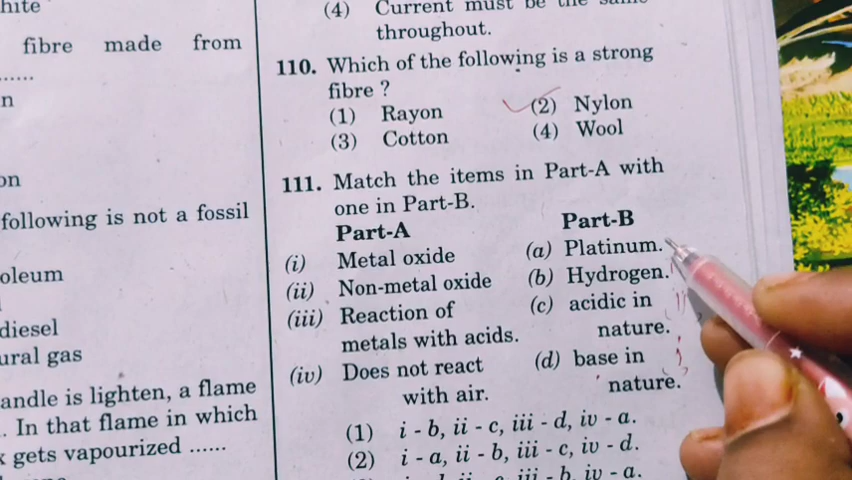 hite
fibre made from
......
n
on
following is not a fossil
oleum
diesel
ural gas
andle is lighten, a flame
. In that flame in which
x gets vapourized ......
(4) Current must be the same
throughout.
110. Which of the following is a strong
fibre ?
(1) Rayon (2) Nylon
(3) Cotton (4) Wool
111. Match the items in Part-A with
one in Part-B.
Part-A Part-B
(i) Metal oxide (a) Platinum.
(ii) Non-metal oxide (b) Hydrogen.
(iii) Reaction of (c) acidic in
metals with acids. nature.
(iv) Does not react (d) base in
with air. nature.
(1) i - b, ii - c, iii - d, iv - a.
(2) i - a, ii - b, iii - c, iv - d.
iii - b, iv - a.